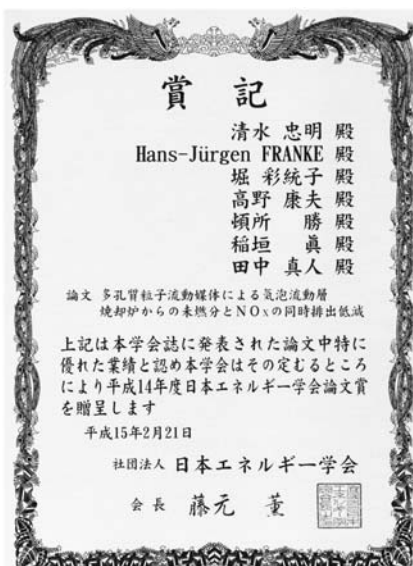 賞記
清水 忠明 殿
Hans-Jürgen FRANKE 殿
堀 彩統子 殿
高野 康夫 殿
頓所 勝 殿
稲垣 眞 殿
田中 真人 殿
論文 多孔質粒子流動媒体による気泡流動層
焼却炉からの未燃分とNOxの同時排出低減
上記は本学会誌に発表された論文中特に
優れた業績と認め本学会はその定むるところ
により平成14年度日本エネルギー学会論文賞
を贈呈します
平成15年2月21日
社団法人 日本エネルギー学会
会長 藤元 薫